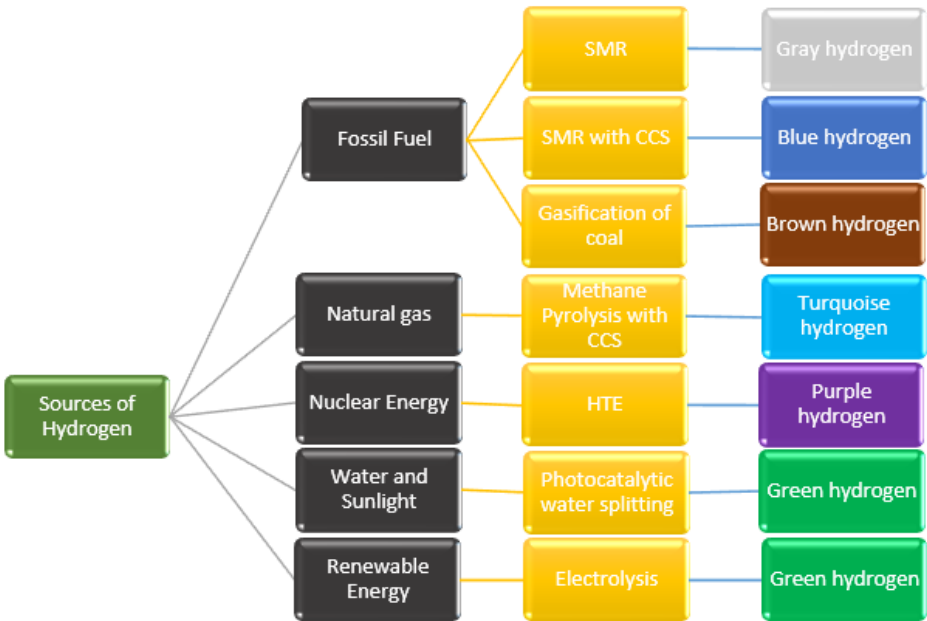 SMR
Gray hydrogen
Fossil Fuel
SMR with CCS
Blue hydrogen
Gasification of
coal
Brown hydrogen
Natural gas
Methane
Pyrolysis with
CCS
Turquoise
hydrogen
Sources of
Hydrogen
Nuclear Energy
HTE
Purple
hydrogen
Water and
Sunlight
Photocatalytic
water splitting
Green hydrogen
Renewable
Energy
Electrolysis
Green hydrogen